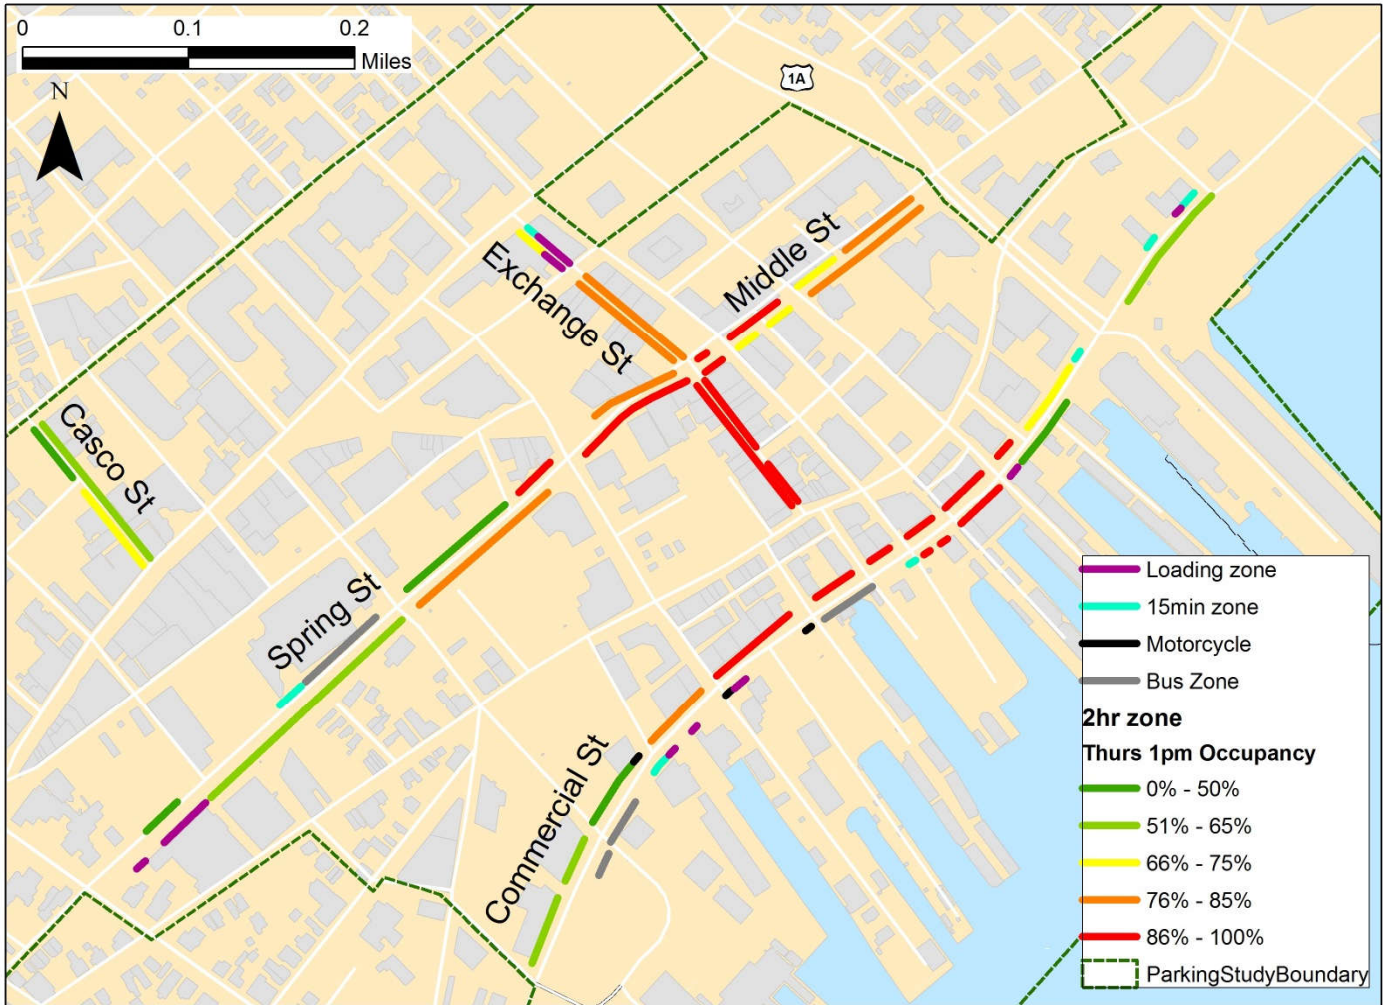 0 0.1 0.2
Miles
N
1A
Middle St
Exchange St
Casco St
Spring St
Commercial St
Loading zone
15min zone
Motorcycle
Bus Zone
2hr zone
Thurs 1pm Occupancy
0% - 50%
51% - 65%
66% - 75%
76% - 85%
86% - 100%
ParkingStudyBoundary